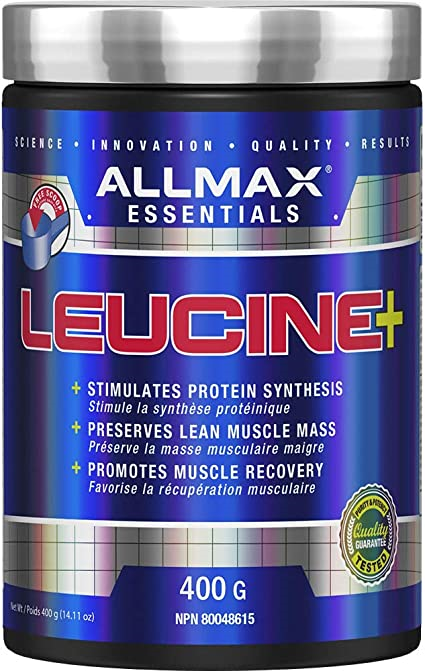 SCIENCE • INNOVATION • QUALITY • RESULTS
ALLMAX®
ESSENTIALS
FREE SCOOP
LEUCINE+
+ STIMULATES PROTEIN SYNTHESIS
Stimule la synthèse protéinique
+ PRESERVES LEAN MUSCLE MASS
Préserve la masse musculaire maigre
+ PROMOTES MUSCLE RECOVERY
Favorise la récupération musculaire
PURITY & POTENCY
Quality
GUARANTEE
TESTED
400 G
Net Wt / Poids 400 g (14.11 oz)
NPN 80048615